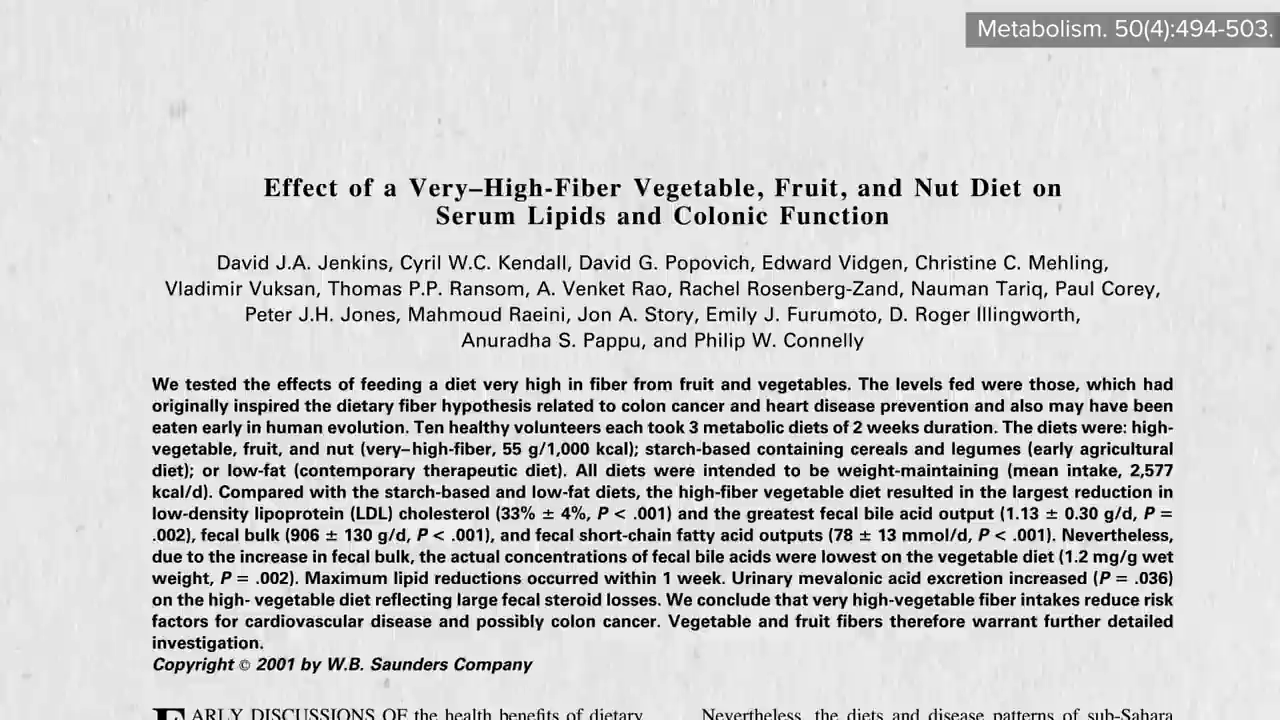 Metabolism. 50(4):494-503.
Effect of a Very–High-Fiber Vegetable, Fruit, and Nut Diet on
Serum Lipids and Colonic Function
David J.A. Jenkins, Cyril W.C. Kendall, David G. Popovich, Edward Vidgen, Christine C. Mehling,
Vladimir Vuksan, Thomas P.P. Ransom, A. Venket Rao, Rachel Rosenberg-Zand, Nauman Tariq, Paul Corey,
Peter J.H. Jones, Mahmoud Raeini, Jon A. Story, Emily J. Furumoto, D. Roger Illingworth,
Anuradha S. Pappu, and Philip W. Connelly
We tested the effects of feeding a diet very high in fiber from fruit and vegetables. The levels fed were those, which had
originally inspired the dietary fiber hypothesis related to colon cancer and heart disease prevention and also may have been
eaten early in human evolution. Ten healthy volunteers each took 3 metabolic diets of 2 weeks duration. The diets were: high-
vegetable, fruit, and nut (very–high-fiber, 55 g/1,000 kcal); starch-based containing cereals and legumes (early agricultural
diet); or low-fat (contemporary therapeutic diet). All diets were intended to be weight-maintaining (mean intake, 2,577
kcal/d). Compared with the starch-based and low-fat diets, the high-fiber vegetable diet resulted in the largest reduction in
low-density lipoprotein (LDL) cholesterol (33% ± 4%, P < .001) and the greatest fecal bile acid output (1.13 ± 0.30 g/d, P =
.002), fecal bulk (906 ± 130 g/d, P < .001), and fecal short-chain fatty acid outputs (78 ± 13 mmol/d, P < .001). Nevertheless,
due to the increase in fecal bulk, the actual concentrations of fecal bile acids were lowest on the vegetable diet (1.2 mg/g wet
weight, P = .002). Maximum lipid reductions occurred within 1 week. Urinary mevalonic acid excretion increased (P = .036)
on the high- vegetable diet reflecting large fecal steroid losses. We conclude that very high-vegetable fiber intakes reduce risk
factors for cardiovascular disease and possibly colon cancer. Vegetable and fruit fibers therefore warrant further detailed
investigation.
Copyright © 2001 by W.B. Saunders Company
EARLY DISCUSSIONS OF the health benefits of dietary
Nevertheless, the diets and disease patterns of sub-Sahara